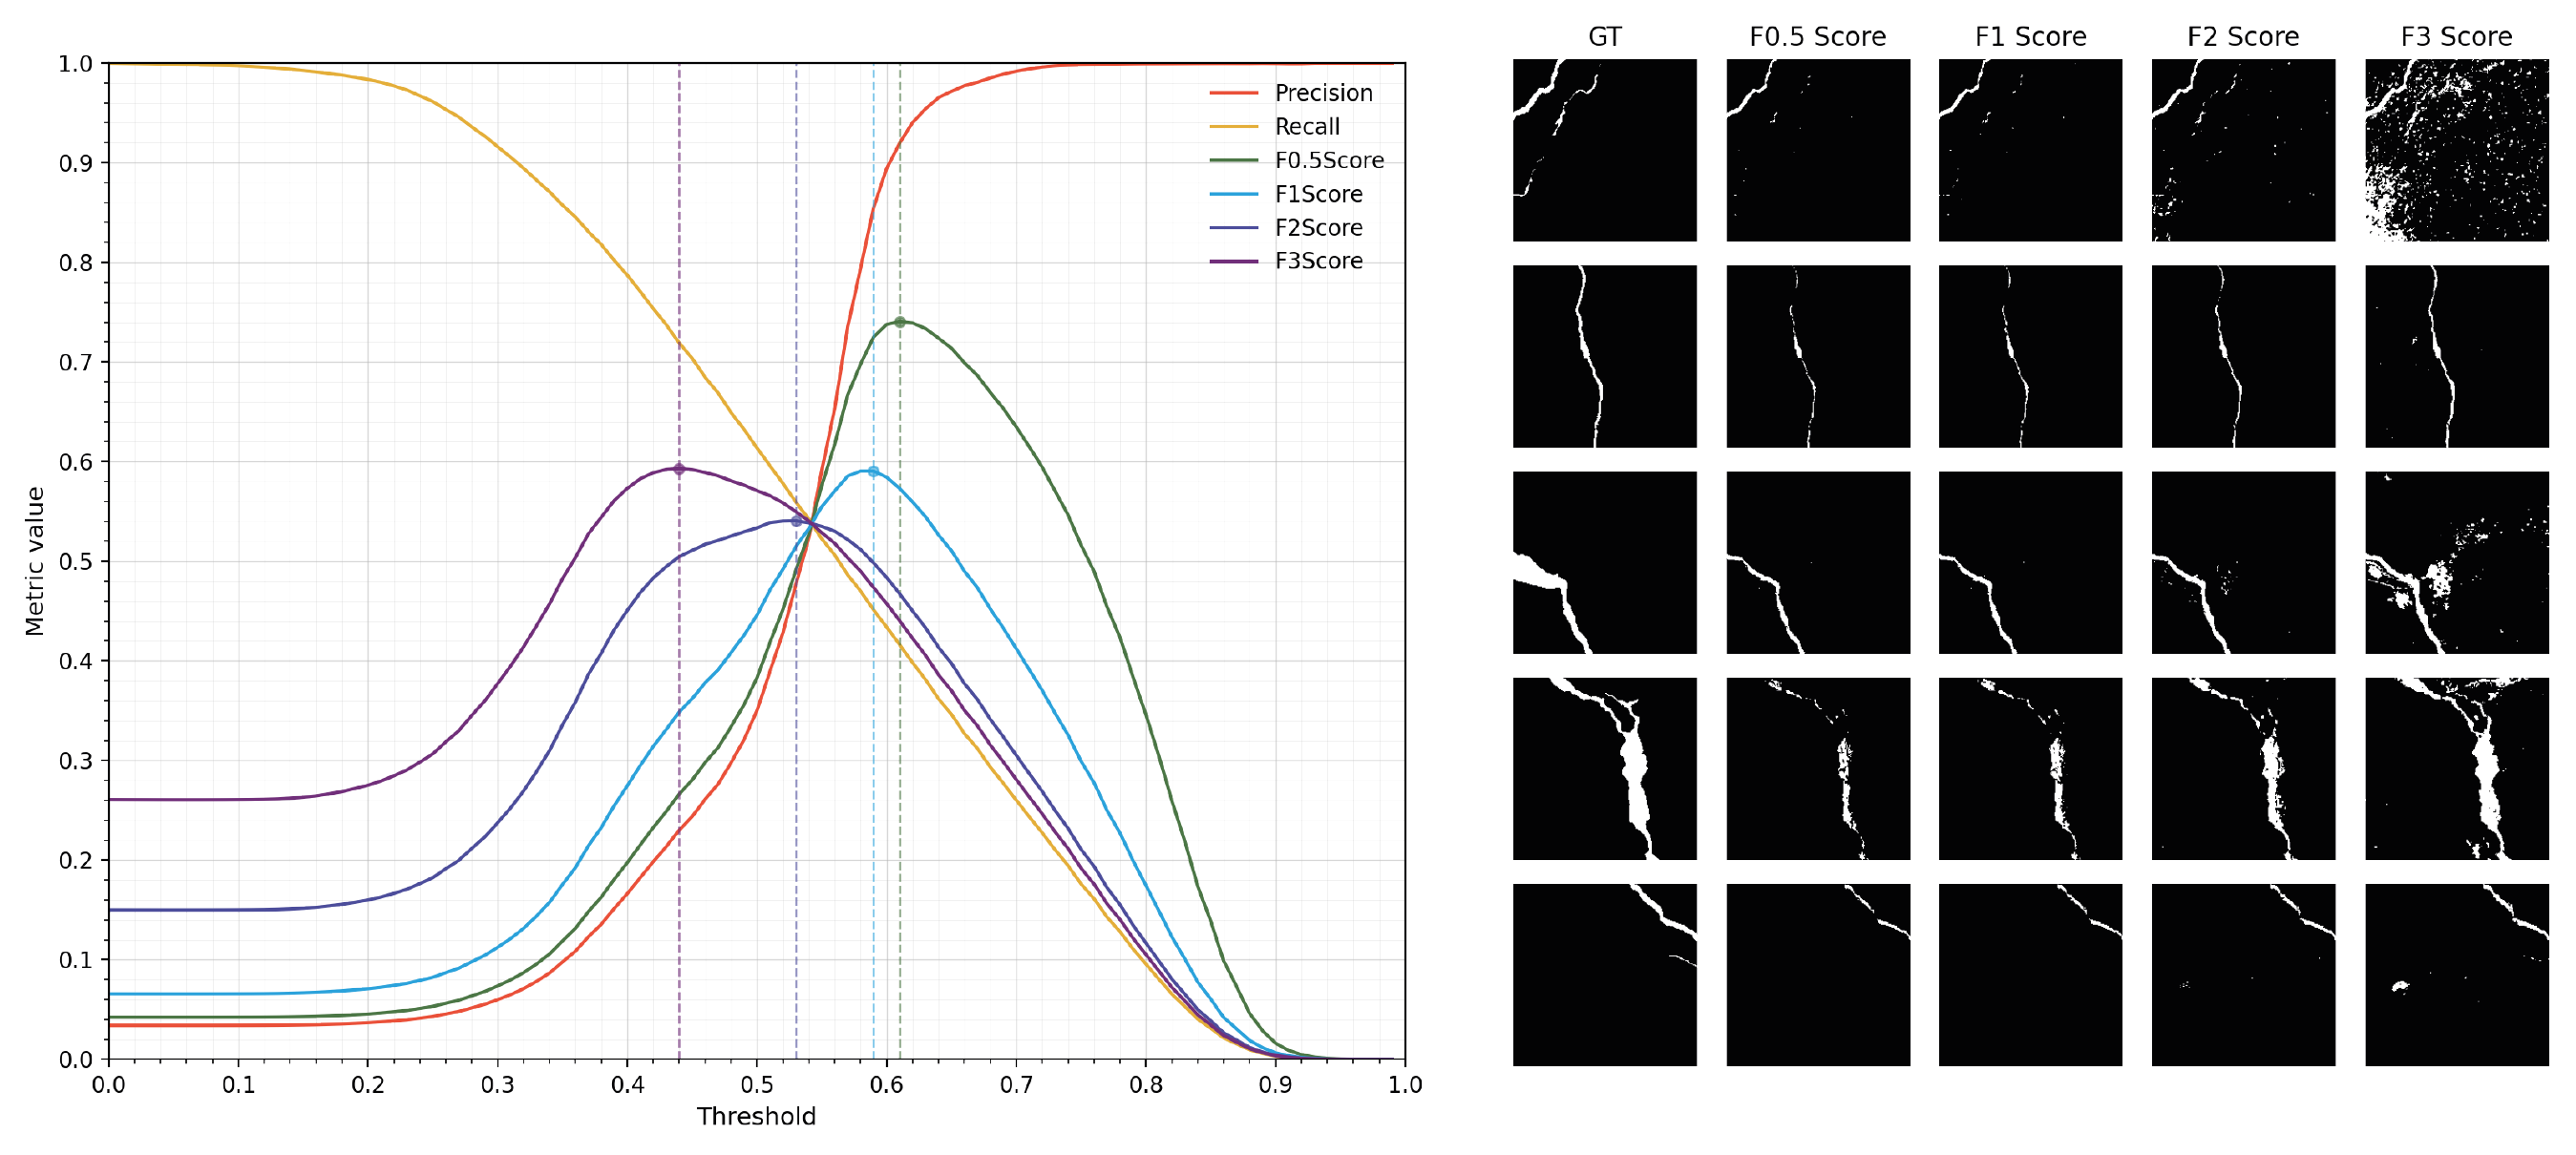 GT F0.5 Score F1 Score F2 Score F3 Score
1.0
0.9
0.8
0.7
0.6
0.5
0.4
0.3
0.2
0.1
0.0
Metric value
Precision
Recall
F0.5Score
F1Score
F2Score
F3Score
0.0 0.1 0.2 0.3 0.4 0.5 0.6 0.7 0.8 0.9 1.0
Threshold